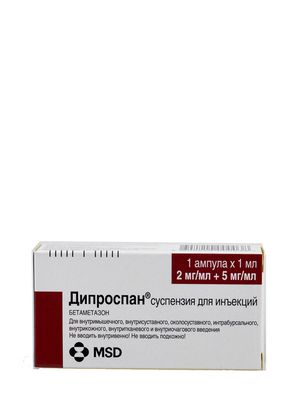 1 ампула x 1 мл
2 мг/мл + 5 мг/мл
Дипроспан® суспензия для инъекций
БЕТАМЕТАЗОН
Для внутримышечного, внутрисуставного, околосуставного, интрабурсального,
внутрикожного, внутритканевого и внутриочагового введения
Не вводить внутривенно! Не вводить подкожно!
MSD